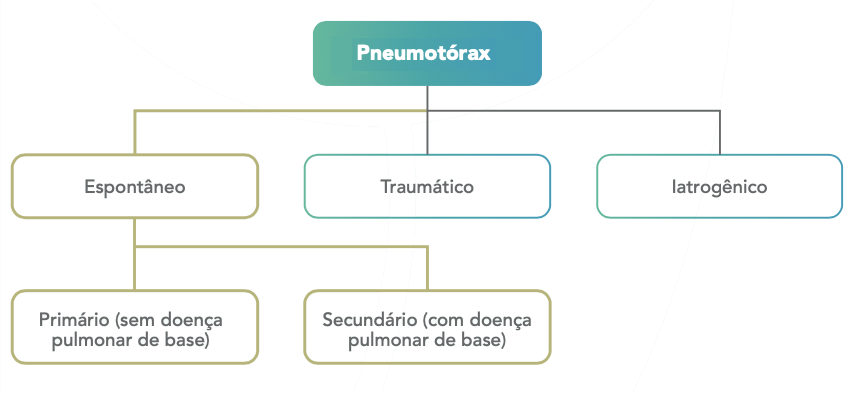 Pneumotórax
Espontâneo
Traumático
Iatrogênico
Primário (sem doença
pulmonar de base)
Secundário (com doença
pulmonar de base)